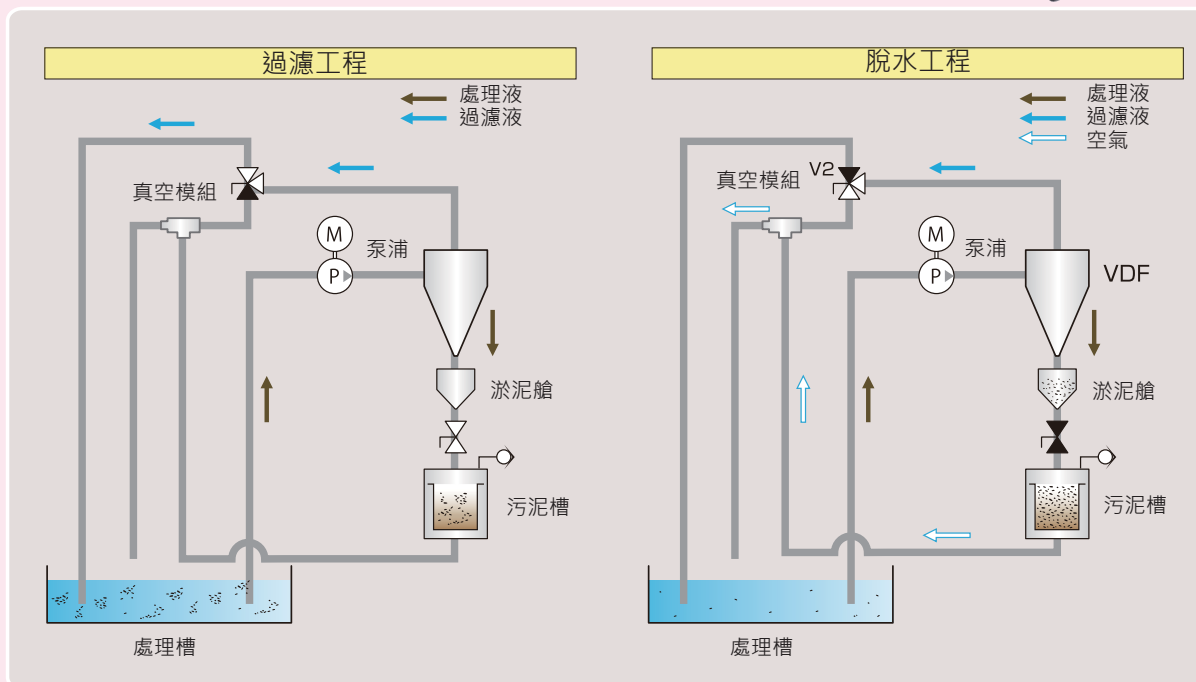 過濾工程
處理液
過濾液
真空模組
M
泵浦
P
淤泥艙
污泥槽
處理槽
脫水工程
處理液
過濾液
空氣
真空模組
V2
M
泵浦
P
VDF
淤泥艙
污泥槽
處理槽